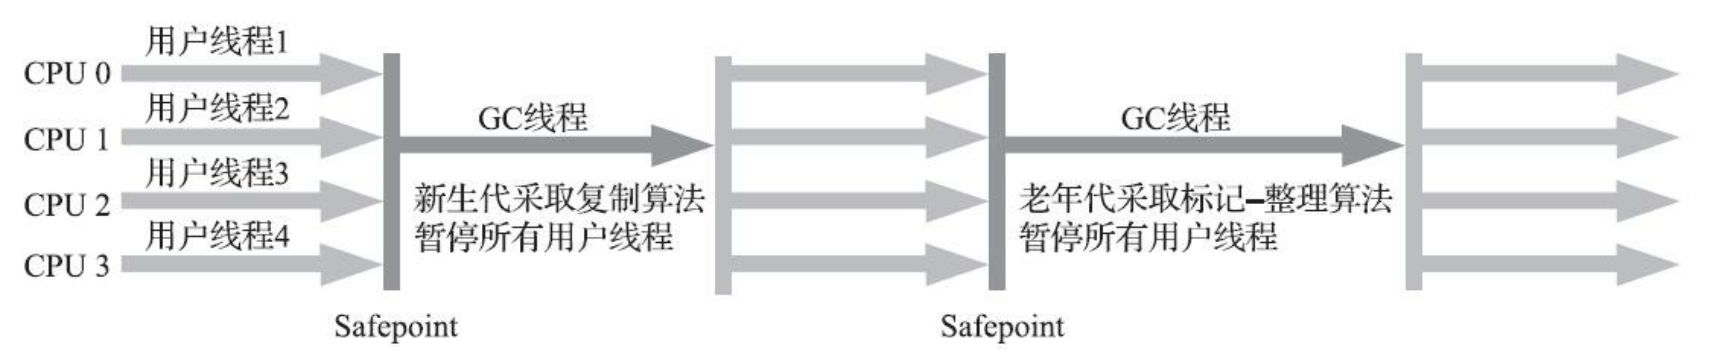 用户线程1
CPU 0
用户线程2
CPU 1
用户线程3
CPU 2
用户线程4
CPU 3
Safepoint
GC线程
新生代采取复制算法
暂停所有用户线程
Safepoint
GC线程
老年代采取标记-整理算法
暂停所有用户线程